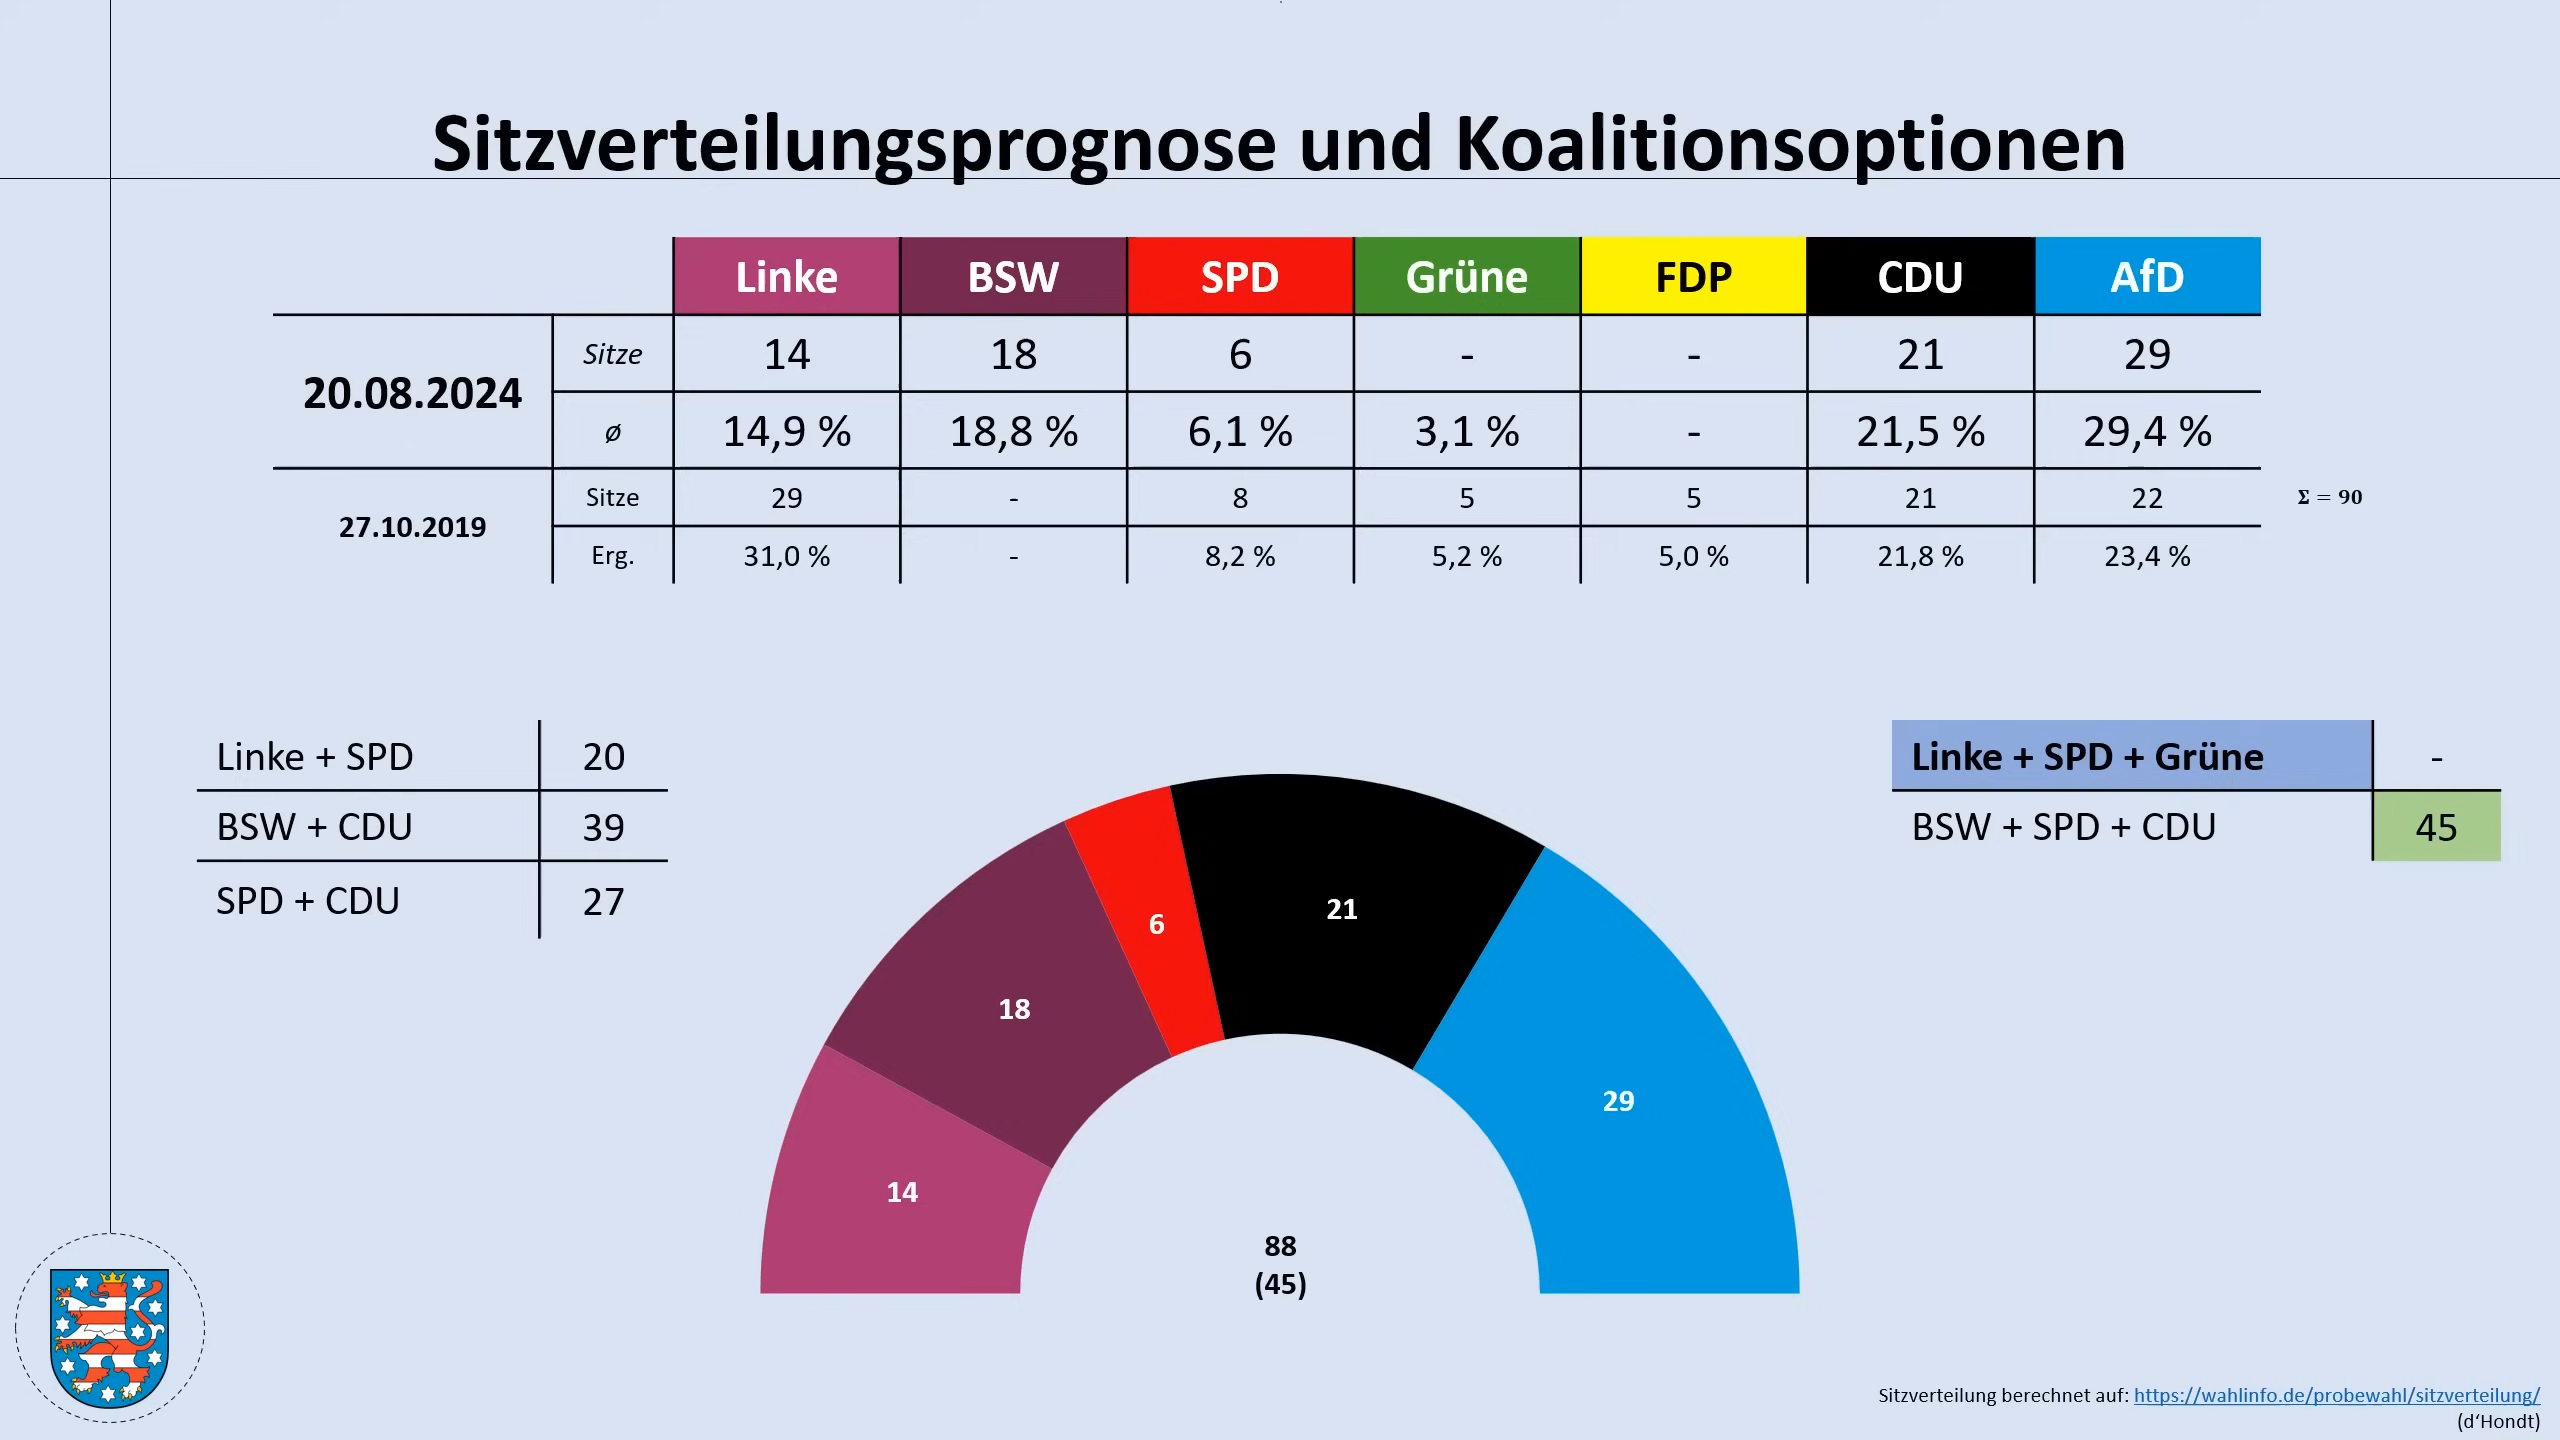 Sitzverteilungsprognose und Koalitionsoptionen
Linke BSW SPD Grüne FDP CDU AfD
20.08.2024
Sitze 14 18 6 - - 21 29
ø 14,9 % 18,8 % 6,1 % 3,1 % - 21,5 % 29,4 %
27.10.2019
Sitze 29 - 8 5 5 21 22 Σ = 90
Erg. 31,0 % - 8,2 % 5,2 % 5,0 % 21,8 % 23,4 %
Linke + SPD 20
BSW + CDU 39
SPD + CDU 27
Linke + SPD + Grüne -
BSW + SPD + CDU 45
14
18
6
21
29
88
(45)
Sitzverteilung berechnet auf: https://wahlinfo.de/probewahl/sitzverteilung/
(d‘Hondt)